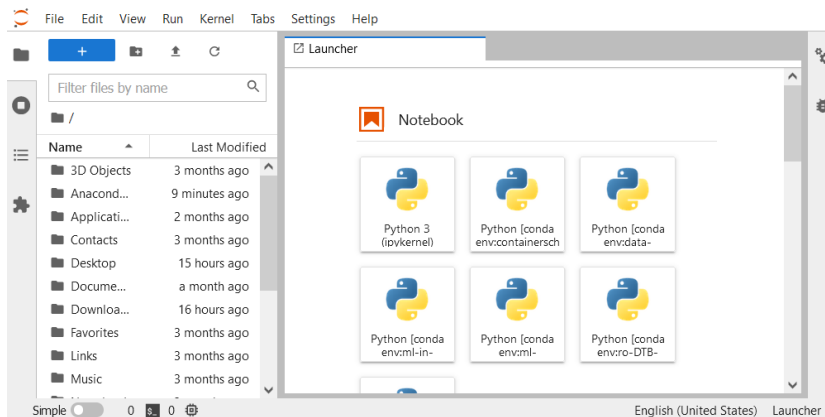 File Edit View Run Kernel Tabs Settings Help
+
Launcher
Filter files by name
/
Name Last Modified
3D Objects 3 months ago
Anacond... 9 minutes ago
Applicati... 2 months ago
Contacts 3 months ago
Desktop 15 hours ago
Docume... a month ago
Downloa... 16 hours ago
Favorites 3 months ago
Links 3 months ago
Music 3 months ago
Notebook
Python 3
(ipykernel)
Python [conda
env:containersch
Python [conda
env:data-
Python [conda
env:ml-in-
Python [conda
env:ml-
Python [conda
env:ro-DTB-
Simple 0 $_ 0 English (United States) Launcher